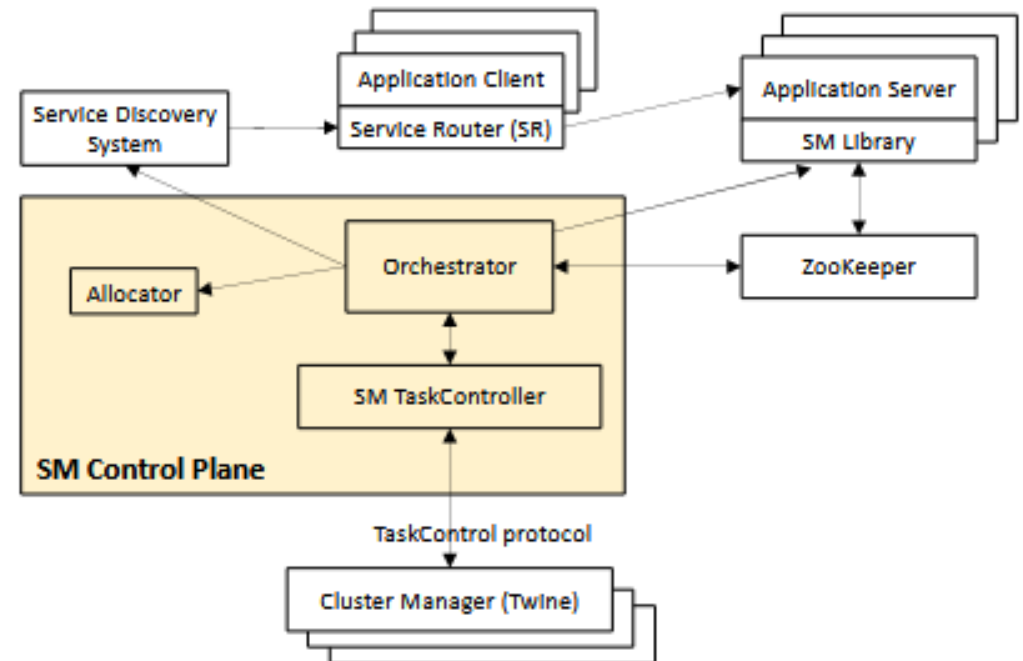 Application Client
Service Router (SR)
Application Server
SM Library
Service Discovery
System
Orchestrator
ZooKeeper
Allocator
SM TaskController
SM Control Plane
TaskControl protocol
Cluster Manager (Twine)